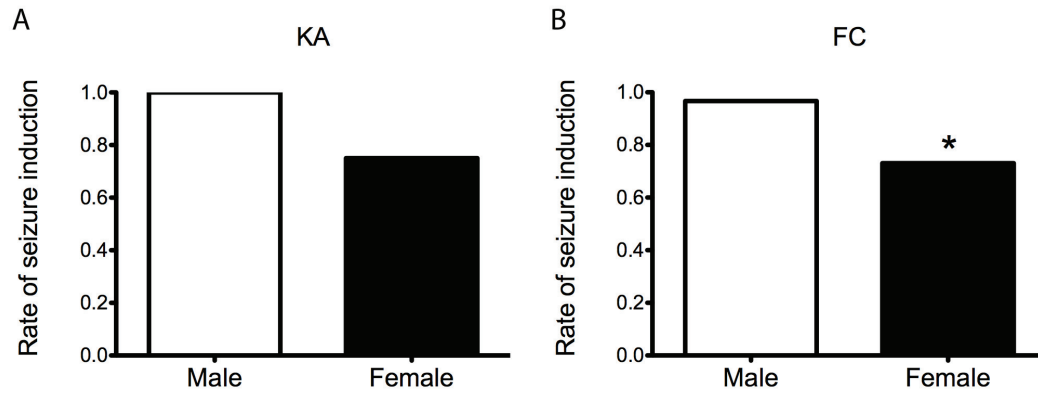 A
KA
Rate of seizure induction
1.0
0.8
0.6
0.4
0.2
0.0
Male
Female
B
FC
Rate of seizure induction
1.0
0.8
0.6
0.4
0.2
0.0
*
Male
Female